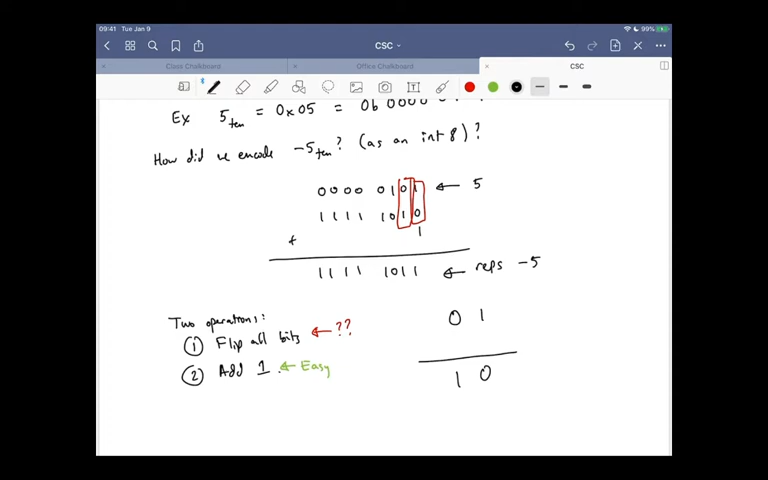 09:41 Tue Jan 9
99%
CSC
Class Chalkboard
Office Chalkboard
CSC
Ex 5ten = 0x05 = 0b 0000
How did we encode -5ten? (as an int 8)?
0000 0101 ← 5
1111 1010
+ 1
1111 1011 ← reps -5
Two operations:
① Flip all bits ← ??
② Add 1. ← Easy
0 1
1 0